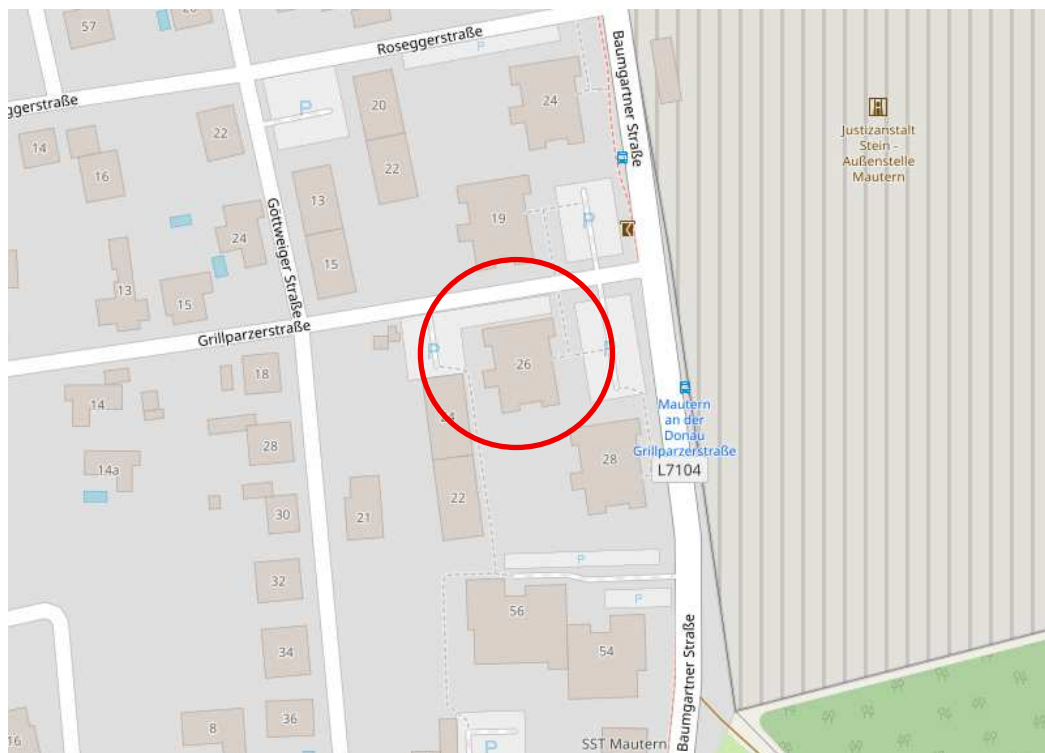 57
P
Roseggerstraße
Baumgartner Straße
ggerstraße
P
20
24
14
22
16
22
Justizanstalt
Stein -
Außenstelle
Mautern
13
19
P
Göttweiger Straße
24
15
13
15
Grillparzerstraße
P
26
P
18
14
24
Mautern
an der
Donau
Grillparzerstraße
28
28
L7104
14a
22
21
30
P
32
56
P
34
54
Baumgartner Straße
36
8
16
P
SST Mautern